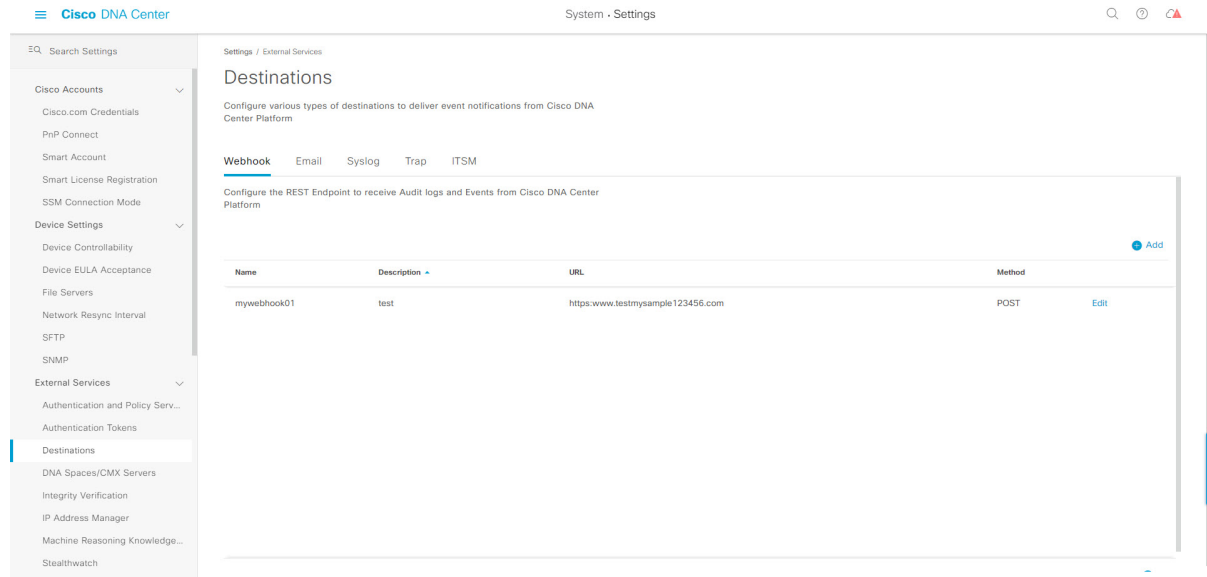 Cisco DNA Center
System · Settings
Search Settings
Cisco Accounts
Cisco.com Credentials
PnP Connect
Smart Account
Smart License Registration
SSM Connection Mode
Device Settings
Device Controllability
Device EULA Acceptance
File Servers
Network Resync Interval
SFTP
SNMP
External Services
Authentication and Policy Serv...
Authentication Tokens
Destinations
DNA Spaces/CMX Servers
Integrity Verification
IP Address Manager
Machine Reasoning Knowledge...
Stealthwatch
Settings / External Services
Destinations
Configure various types of destinations to deliver event notifications from Cisco DNA
Center Platform
Webhook Email Syslog Trap ITSM
Configure the REST Endpoint to receive Audit logs and Events from Cisco DNA Center
Platform
Add
Name Description URL Method
mywebhook01 test https:www.testmysample123456.com POST Edit